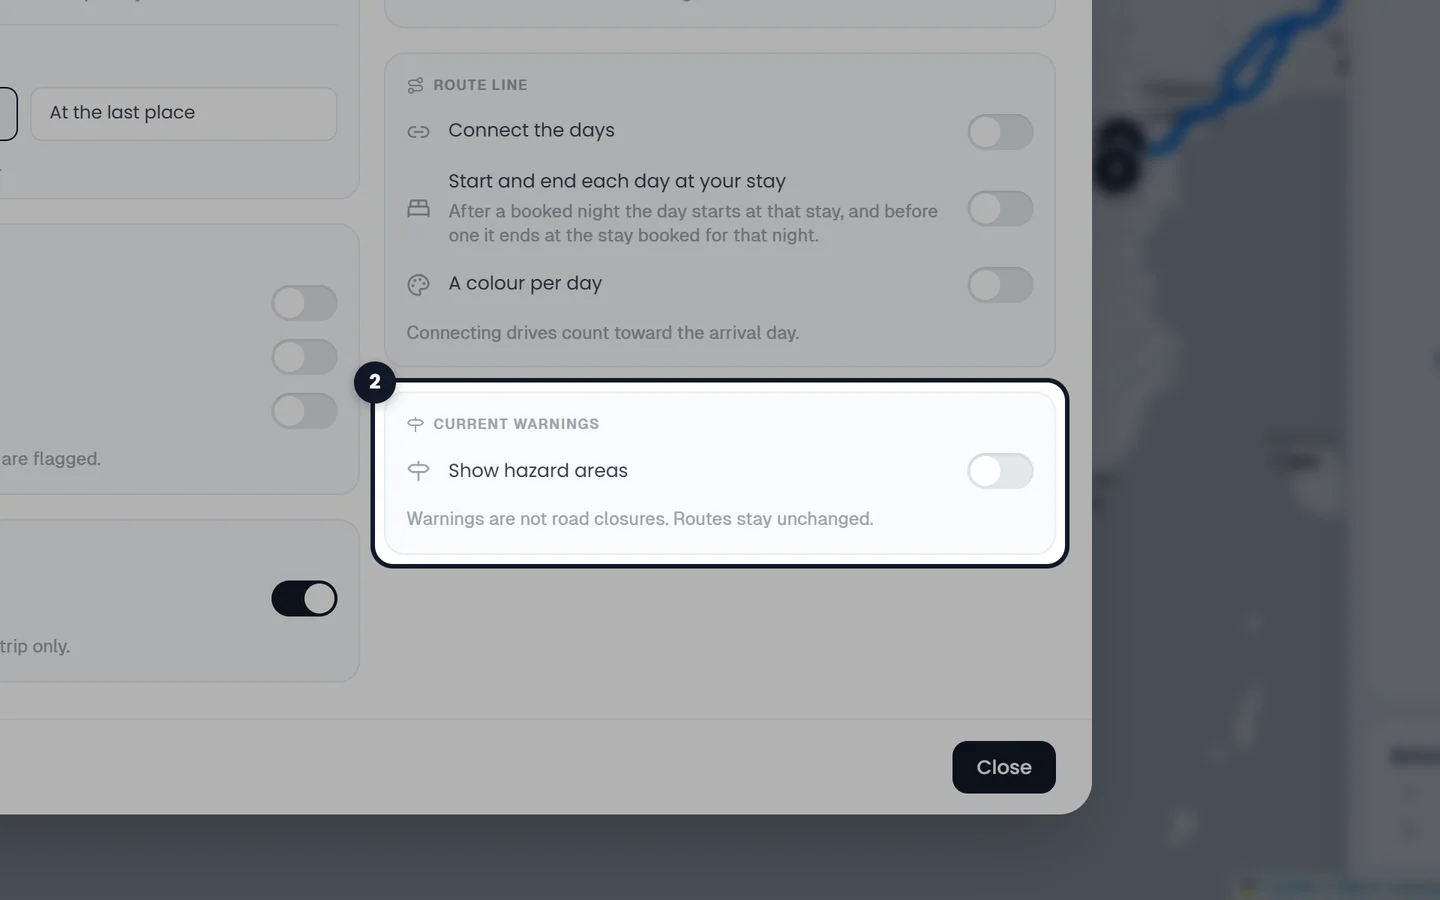 At the last place
are flagged.
trip only.
ROUTE LINE
Connect the days
Start and end each day at your stay
After a booked night the day starts at that stay, and before
one it ends at the stay booked for that night.
A colour per day
Connecting drives count toward the arrival day.
2
CURRENT WARNINGS
Show hazard areas
Warnings are not road closures. Routes stay unchanged.
Close